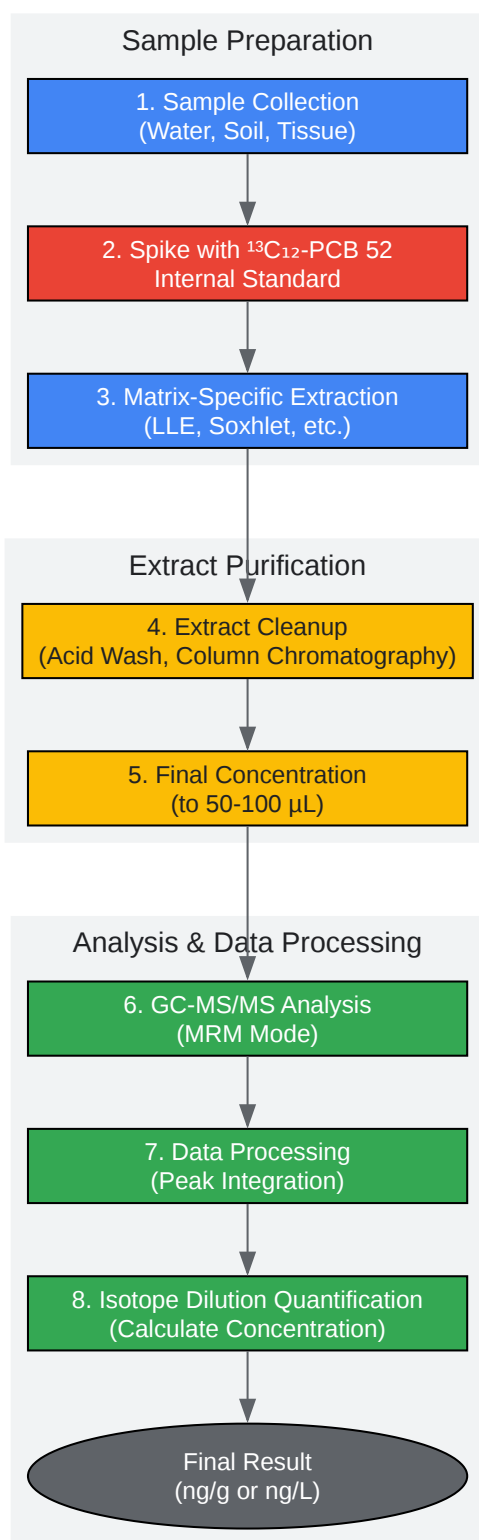 Sample Preparation
1. Sample Collection
(Water, Soil, Tissue)
2. Spike with ¹³C₁₂-PCB 52
Internal Standard
3. Matrix-Specific Extraction
(LLE, Soxhlet, etc.)
Extract Purification
4. Extract Cleanup
(Acid Wash, Column Chromatography)
5. Final Concentration
(to 50-100 µL)
Analysis & Data Processing
6. GC-MS/MS Analysis
(MRM Mode)
7. Data Processing
(Peak Integration)
8. Isotope Dilution Quantification
(Calculate Concentration)
Final Result
(ng/g or ng/L)